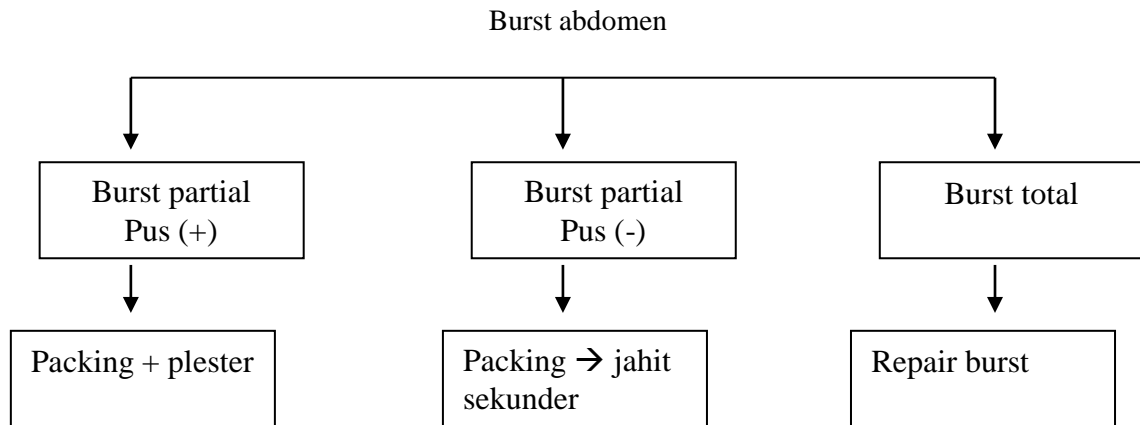 Burst abdomen
Burst partial
Pus (+)
Burst partial
Pus (-)
Burst total
Packing + plester
Packing → jahit
sekunder
Repair burst